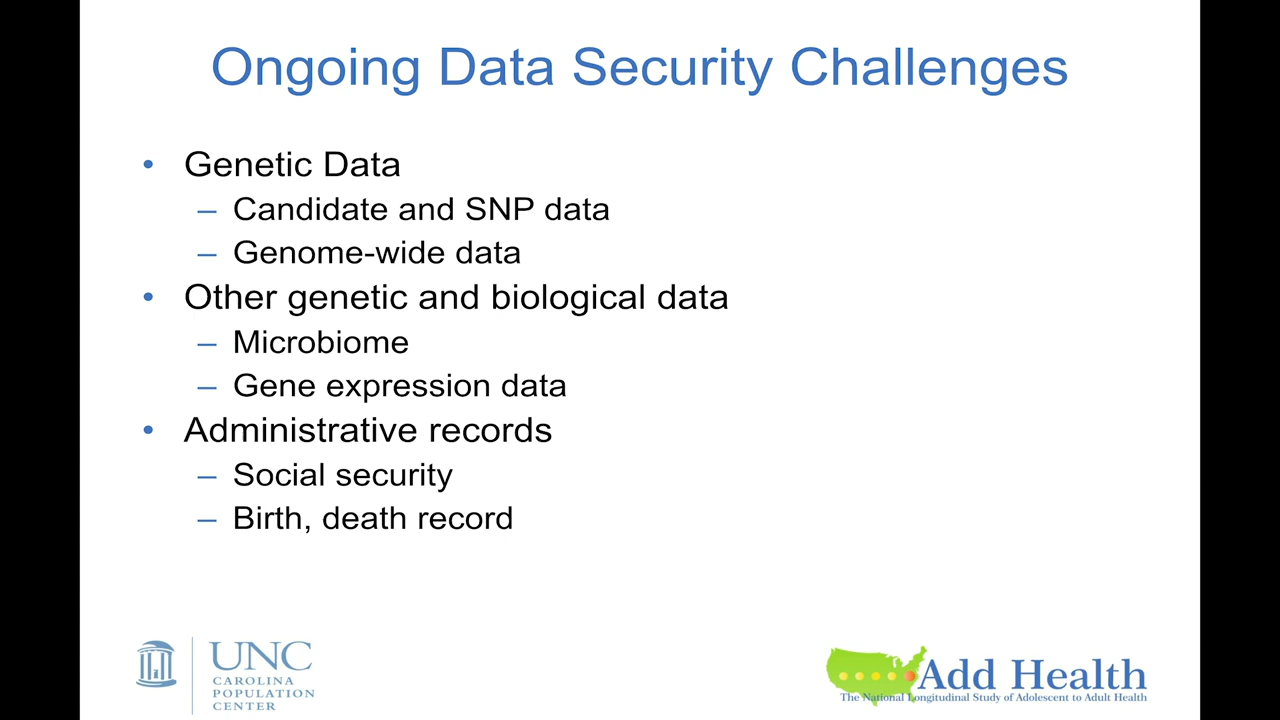 Ongoing Data Security Challenges
• Genetic Data
– Candidate and SNP data
– Genome-wide data
• Other genetic and biological data
– Microbiome
– Gene expression data
• Administrative records
– Social security
– Birth, death record
UNC
CAROLINA
POPULATION
CENTER
Add Health
The National Longitudinal Study of Adolescent to Adult Health